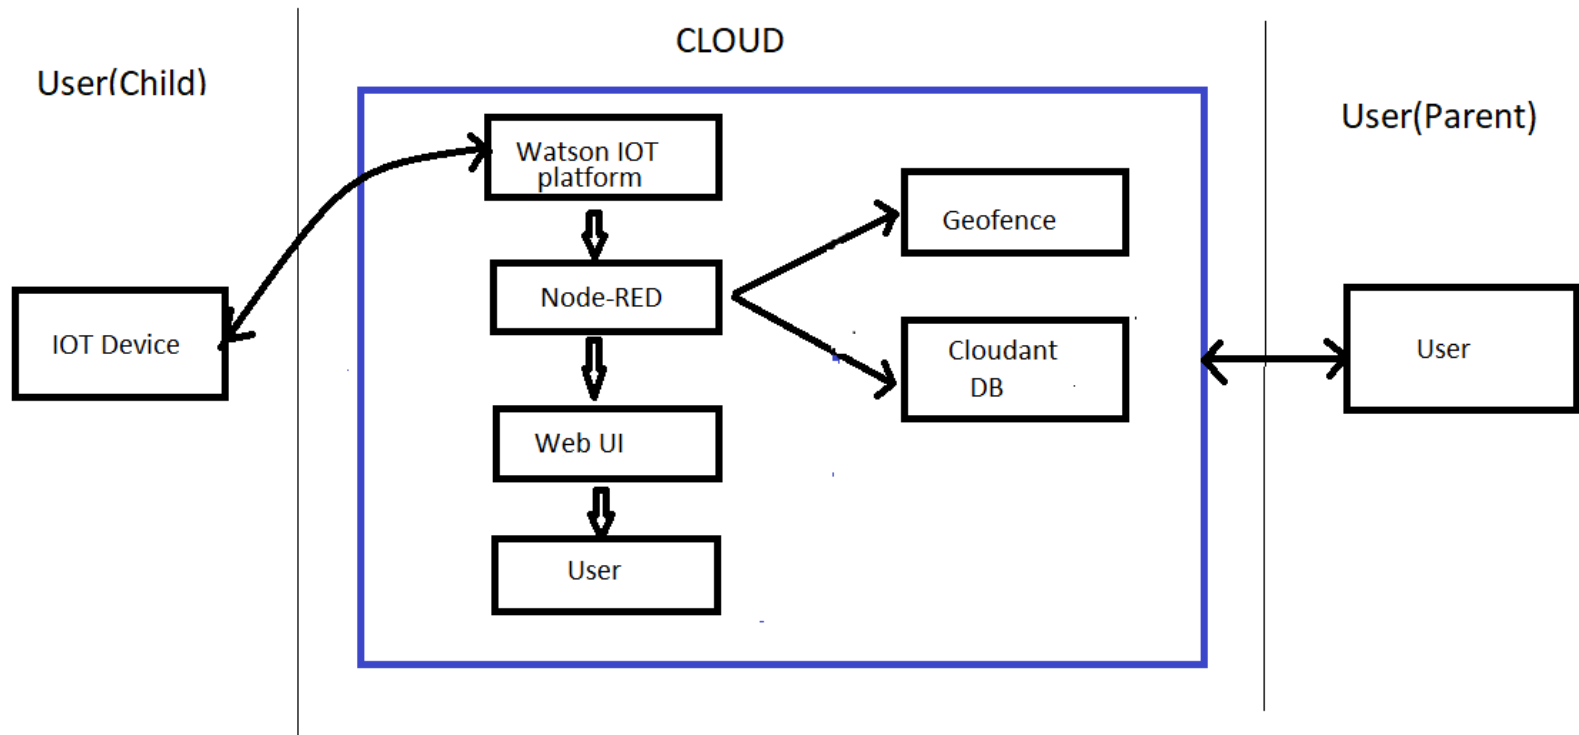 CLOUD
User(Child)
User(Parent)
Watson IOT
platform
Geofence
Node-RED
IOT Device
Cloudant
DB
User
Web UI
User